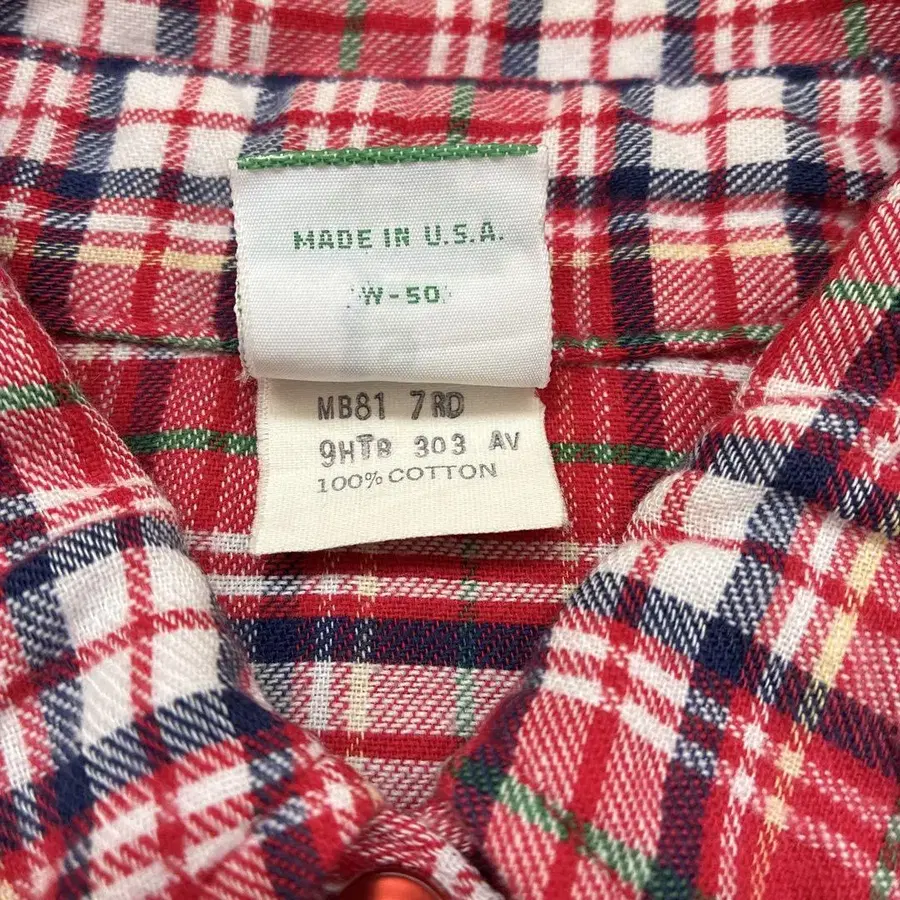 MADE IN U.S.A.
W-50
MB81 7RD
9HTB 303 AV
100% COTTON